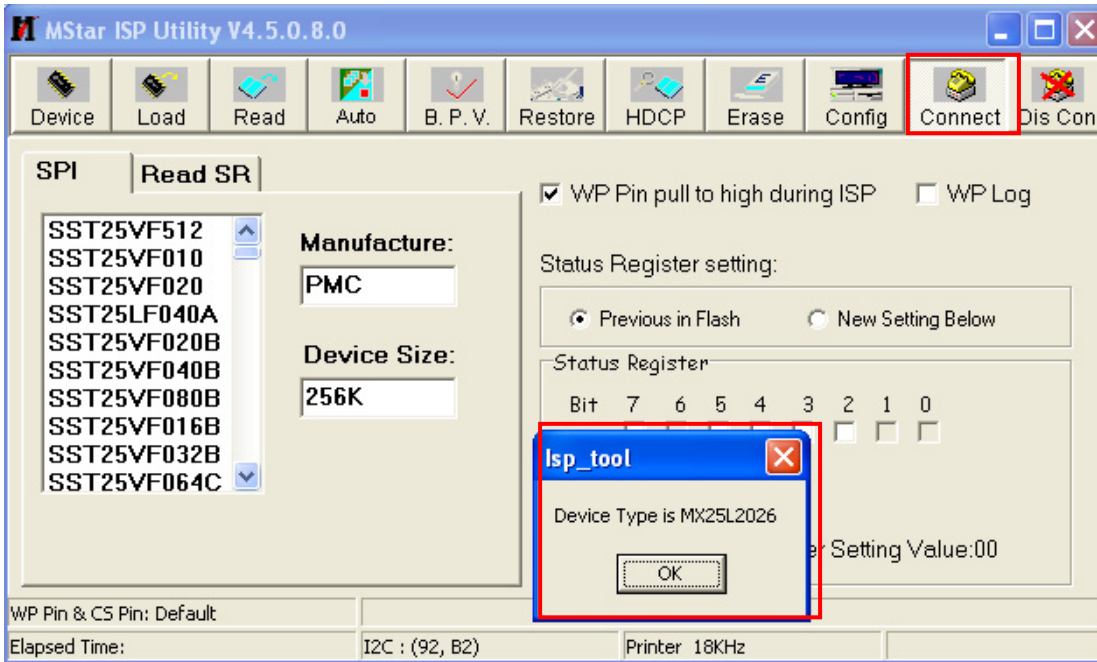 MStar ISP Utility V4.5.0.8.0
Device Load Read Auto B. P. V. Restore HDCP Erase Config Connect Dis Con
SPI Read SR
SST25VF512
SST25VF010
SST25VF020
SST25LF040A
SST25VF020B
SST25VF040B
SST25VF080B
SST25VF016B
SST25VF032B
SST25VF064C
Manufacture:
PMC
Device Size:
256K
WP Pin pull to high during ISP WP Log
Status Register setting:
Previous in Flash New Setting Below
Status Register
Bit 7 6 5 4 3 2 1 0
Isp_tool
Device Type is MX25L2026
OK
Setting Value:00
WP Pin & CS Pin: Default
Elapsed Time: I2C : (92, B2) Printer 18KHz